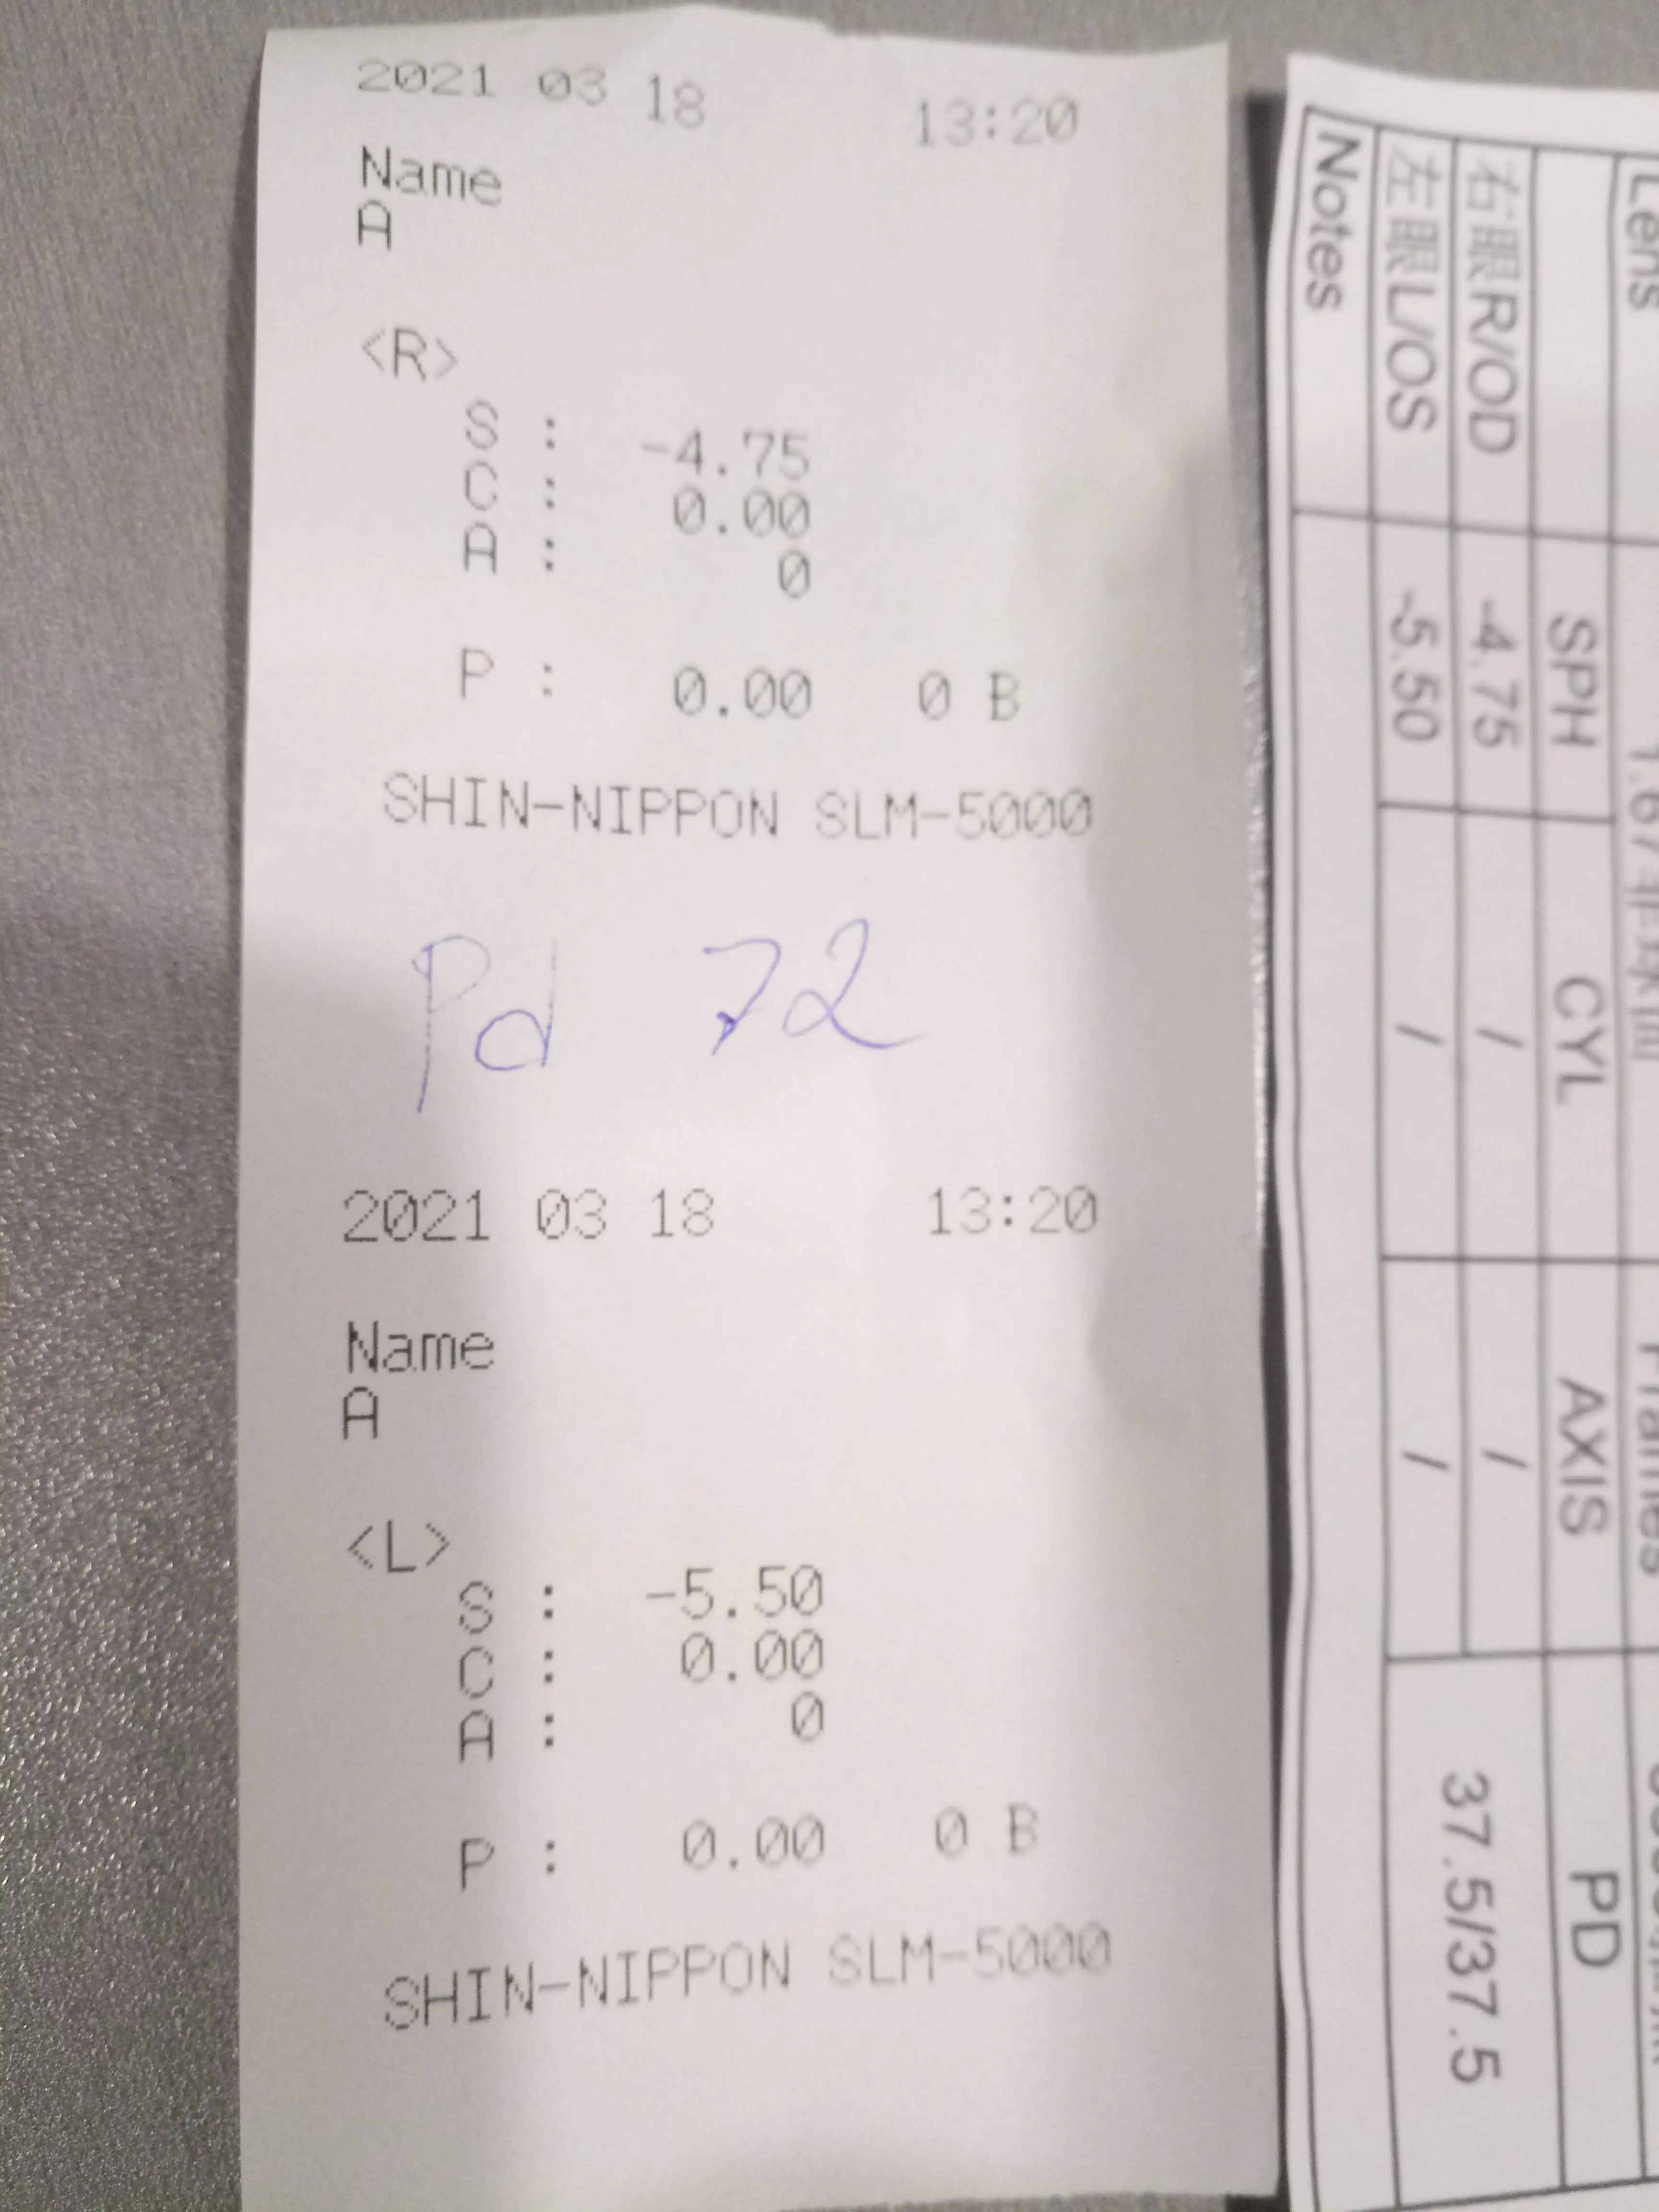 2021 03 18 13:20
Name
A
<R>
S : -4.75
C : 0.00
A : 0
P : 0.00 0 B
SHIN-NIPPON SLM-5000
Pd 72
2021 03 18 13:20
Name
A
<L>
S : -5.50
C : 0.00
A : 0
P : 0.00 0 B
SHIN-NIPPON SLM-5000
Lens
SPH CYL AXIS PD
右眼R/OD -4.75 / / 37.5/37.5
左眼L/OS -5.50 / /
Notes